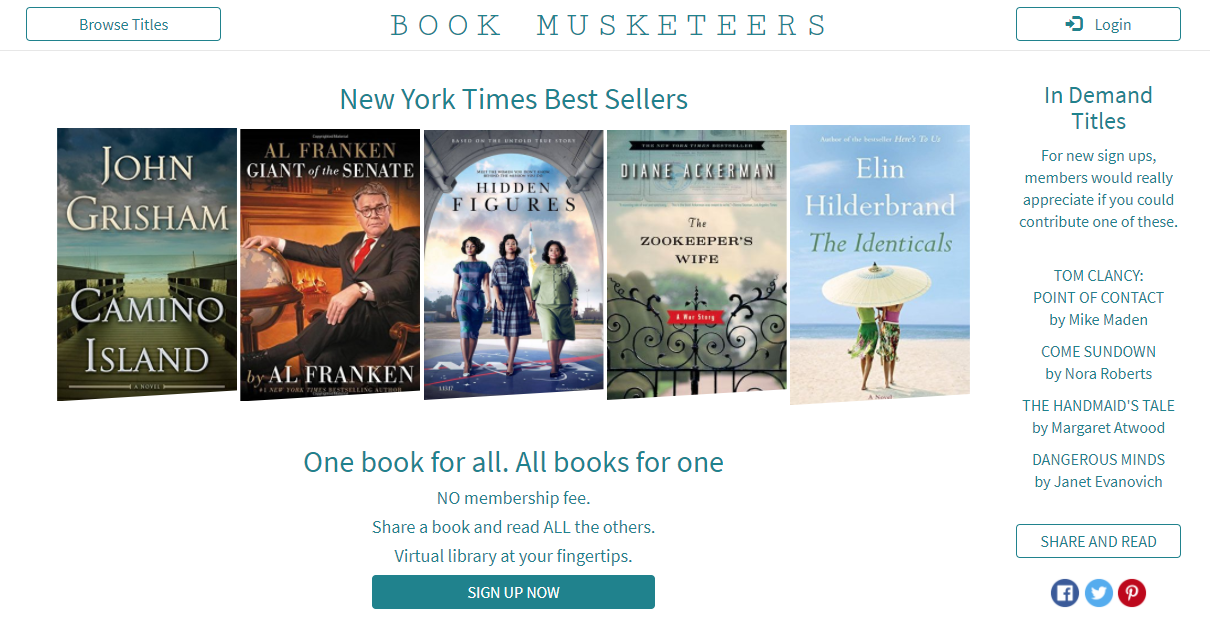 Browse Titles
BOOK MUSKETEERS
Login
New York Times Best Sellers
JOHN
GRISHAM
CAMINO
ISLAND
A NOVEL
AL FRANKEN
GIANT of the SENATE
by AL FRANKEN
#1 NEW YORK TIMES BESTSELLING AUTHOR
BASED ON THE UNTOLD TRUE STORY
HIDDEN
FIGURES
NASA
THE NEW YORK TIMES BESTSELLER
DIANE ACKERMAN
The
ZOOKEEPER'S
WIFE
A War Story
Author of the bestseller Here's To Us
Elin
Hilderbrand
The Identicals
A Novel
One book for all. All books for one
NO membership fee.
Share a book and read ALL the others.
Virtual library at your fingertips.
SIGN UP NOW
In Demand
Titles
For new sign ups,
members would really
appreciate if you could
contribute one of these.
TOM CLANCY:
POINT OF CONTACT
by Mike Maden
COME SUNDOWN
by Nora Roberts
THE HANDMAID'S TALE
by Margaret Atwood
DANGEROUS MINDS
by Janet Evanovich
SHARE AND READ